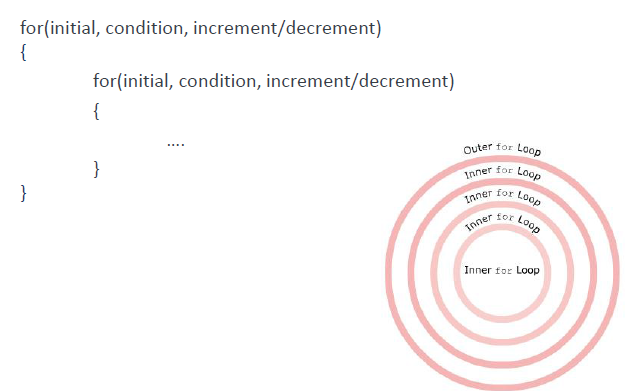 for(initial, condition, increment/decrement)
{
for(initial, condition, increment/decrement)
{
....
}
}
Outer for Loop
Inner for Loop
Inner for Loop
Inner for Loop
Inner for Loop